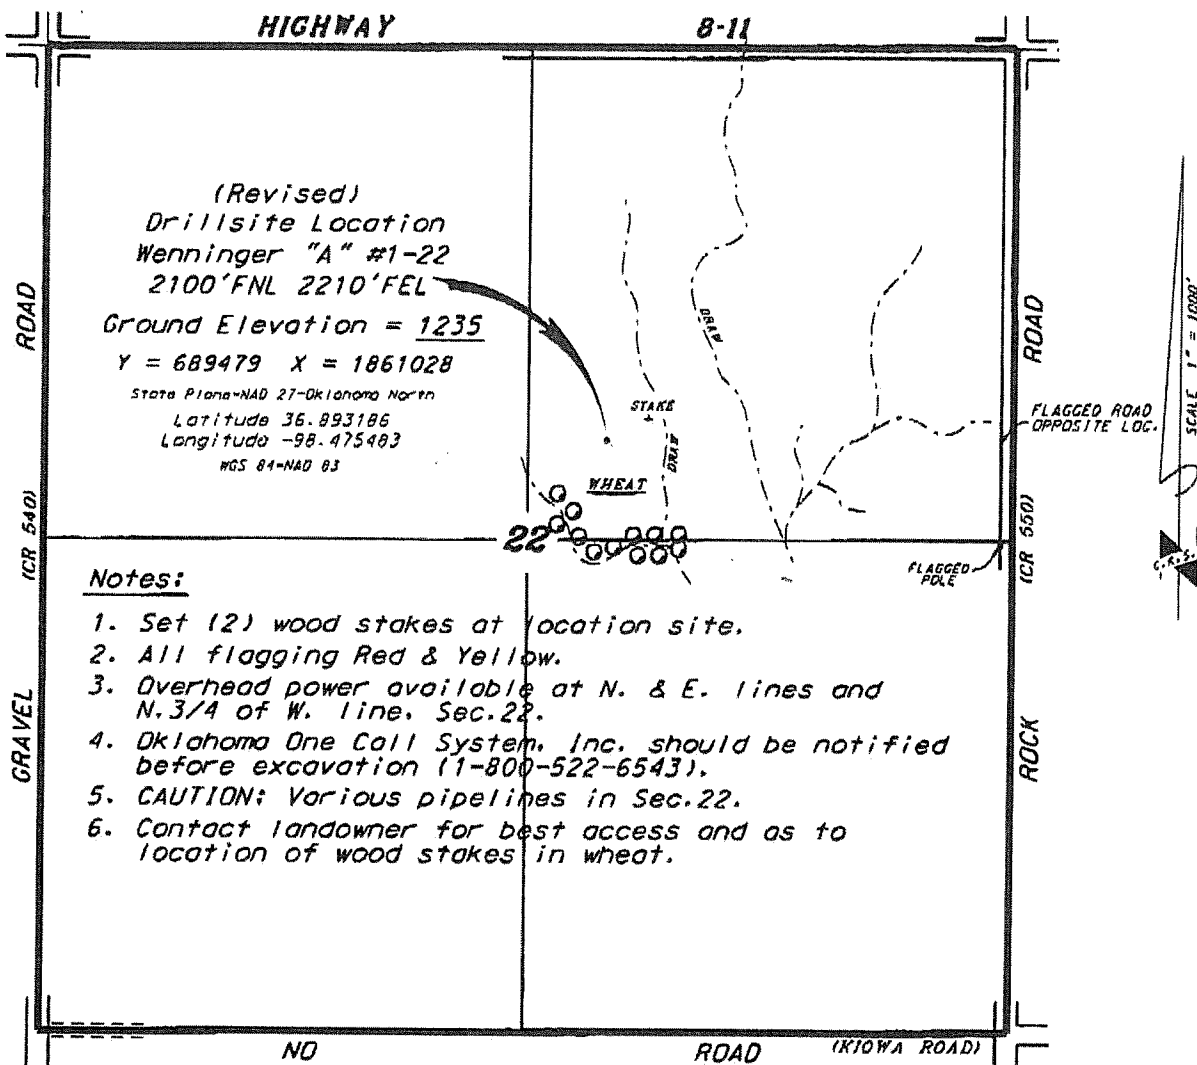 HIGHWAY 8-11
(Revised)
Drillsite Location
Wenninger "A" #1-22
2100'FNL 2210'FEL
Ground Elevation = 1235
Y = 689479 X = 1861028
State Plane-NAD 27-Oklahoma North
Latitude 36.893186
Longitude -98.475483
WGS 84-NAD 83
ROAD
(CR 540)
GRAVEL
STAKE
DRAW
DRAW
WHEAT
22
ROAD
FLAGGED ROAD
OPPOSITE LOC.
(CR 550)
FLAGGED
POLE
ROCK
SCALE 1" = 1000'
C.R.S.
Notes:
1. Set (2) wood stakes at location site.
2. All flagging Red & Yellow.
3. Overhead power available at N. & E. lines and
N.3/4 of W. line, Sec.22.
4. Oklahoma One Call System, Inc. should be notified
before excavation (1-800-522-6543).
5. CAUTION: Various pipelines in Sec.22.
6. Contact landowner for best access and as to
location of wood stakes in wheat.
NO ROAD (KIOWA ROAD)